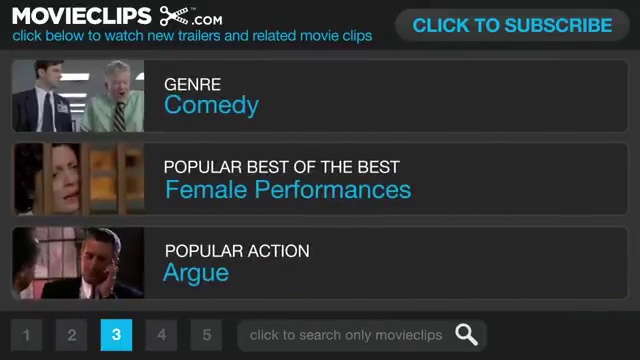 MOVIECLIPS .COM
click below to watch new trailers and related movie clips
CLICK TO SUBSCRIBE
GENRE
Comedy
POPULAR BEST OF THE BEST
Female Performances
POPULAR ACTION
Argue
1 2 3 4 5
click to search only movieclips